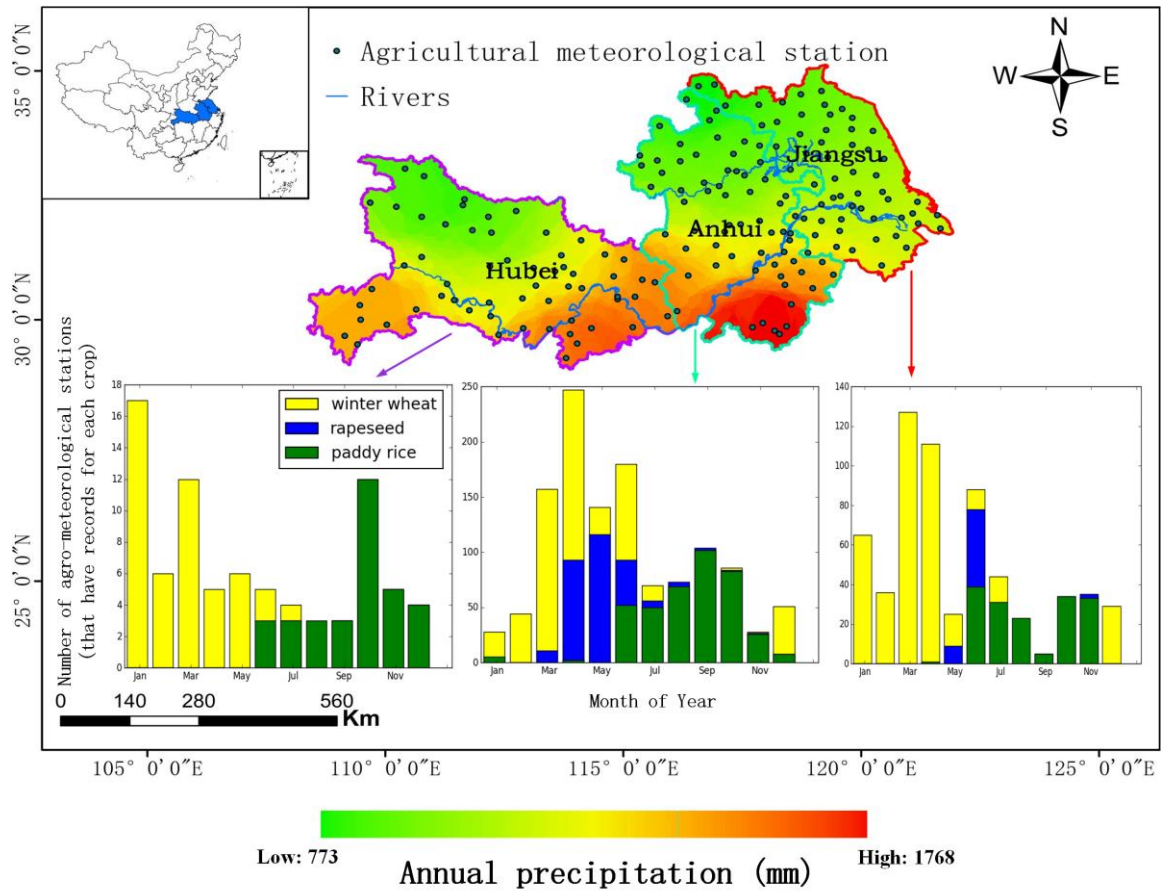 Agricultural meteorological station
Rivers
N
W E
S
35° 0′ 0″N
30° 0′ 0″N
25° 0′ 0″N
Jiangsu
Anhui
Hubei
Number of agro-meteorological stations
(that have records for each crop)
18
16
14
12
10
8
6
4
2
0
Jan Mar May Jul Sep Nov
winter wheat
rapeseed
paddy rice
250
200
150
100
50
0
Jan Mar May Jul Sep Nov
140
120
100
80
60
40
20
0
Jan Mar May Jul Sep Nov
Month of Year
0 140 280 560
Km
105° 0′ 0″E 110° 0′ 0″E 115° 0′ 0″E 120° 0′ 0″E 125° 0′ 0″E
Low: 773 High: 1768
Annual precipitation (mm)